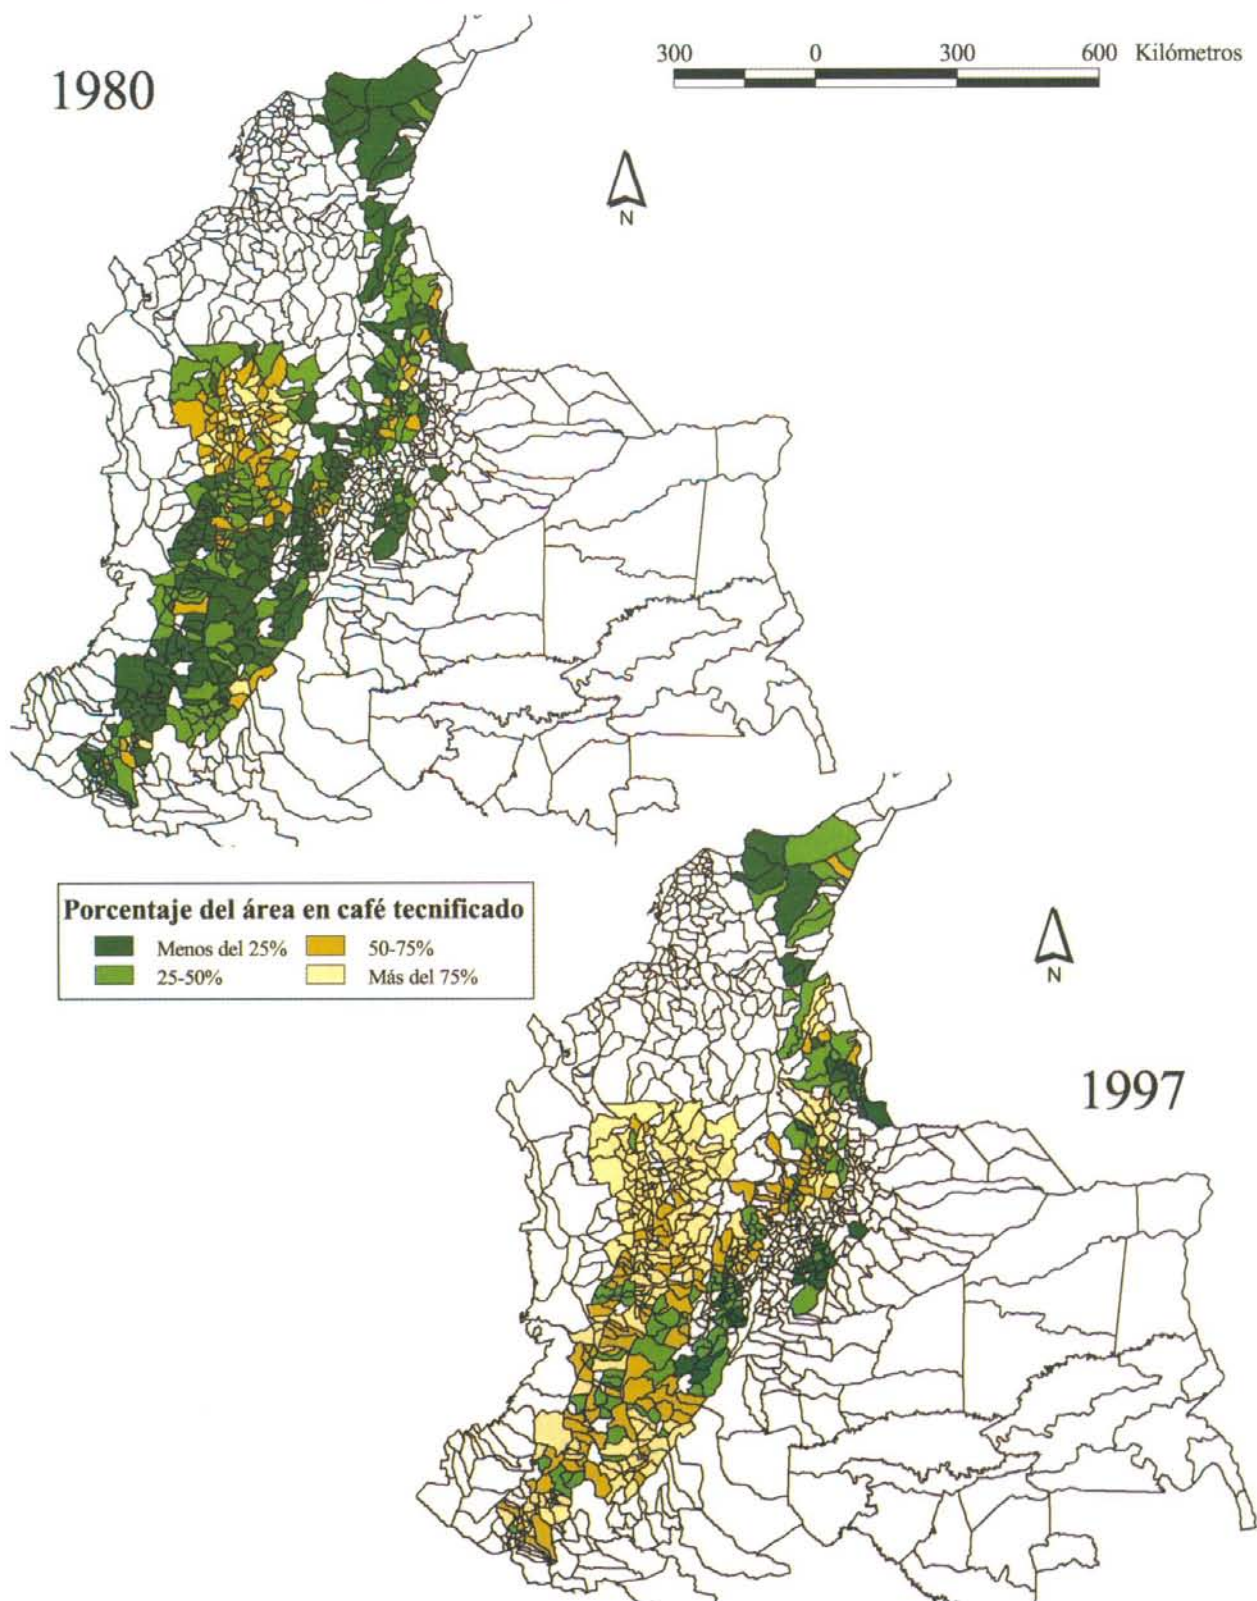 300 0 300 600 Kilómetros
1980
N
Porcentaje del área en café tecnificado
Menos del 25% 50-75%
25-50% Más del 75%
N
1997